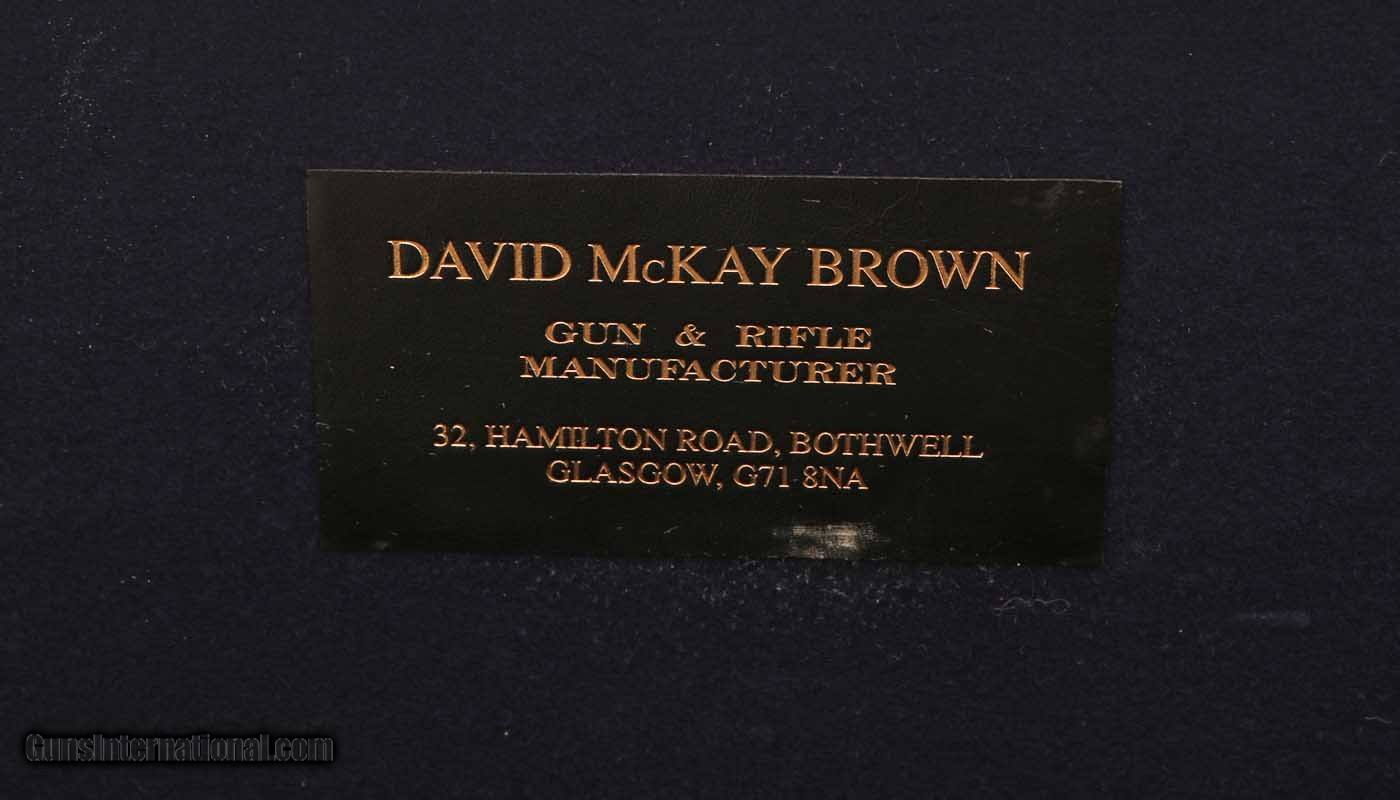 DAVID McKAY BROWN
GUN & RIFLE
MANUFACTURER
32, HAMILTON ROAD, BOTHWELL
GLASGOW, G71 8NA
GunsInternational.com